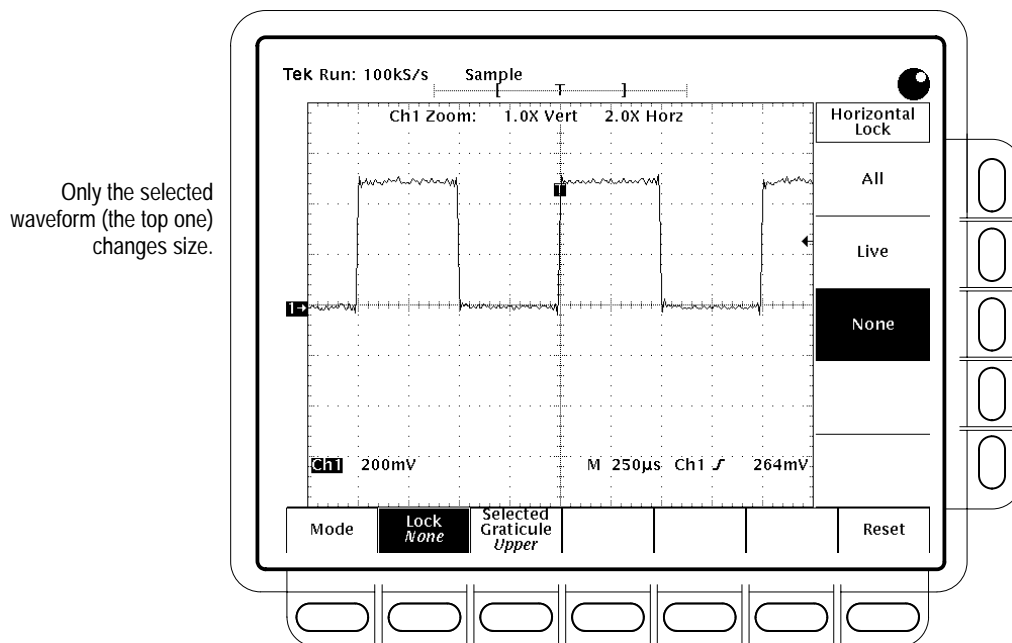 Only the selected
waveform (the top one)
changes size.
Tek Run: 100kS/s Sample
[ T ]
Ch1 Zoom: 1.0X Vert 2.0X Horz
T
1→
Ch1 200mV M 250µs Ch1 ƒ 264mV
Horizontal
Lock
All
Live
None
Mode
Lock
None
Selected
Graticule
Upper
Reset